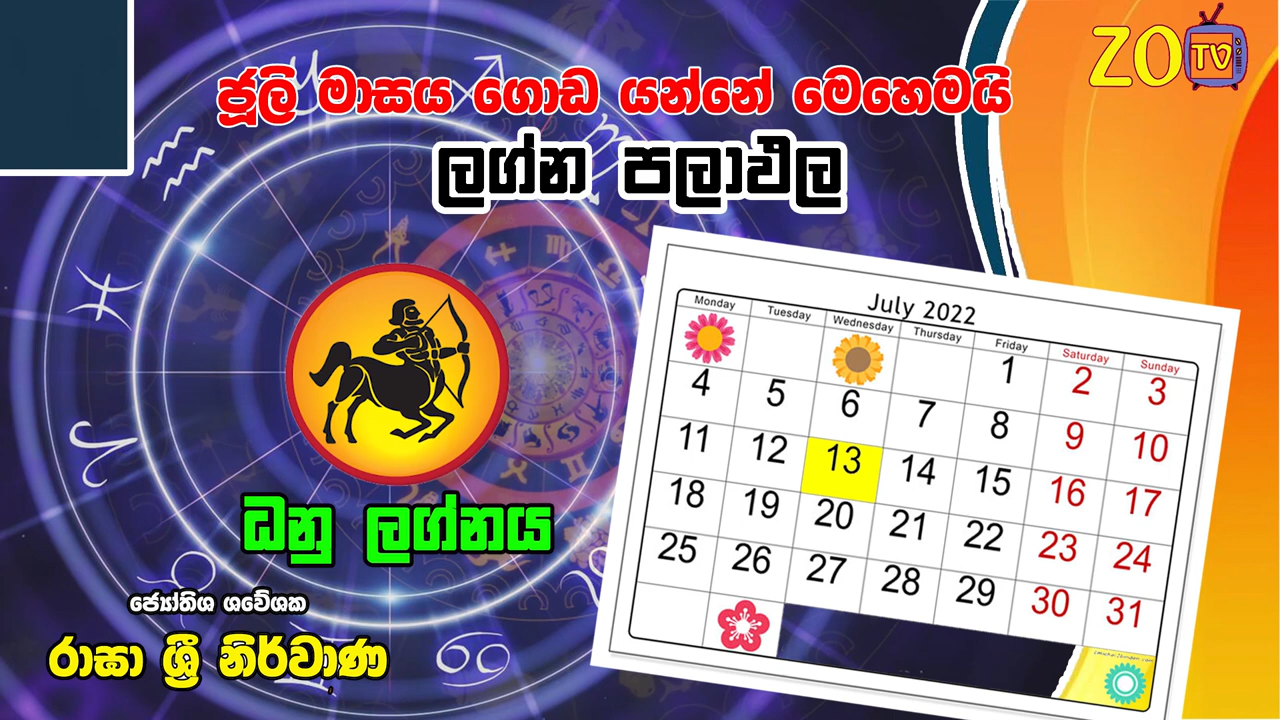 ZO TV
ජූලි මාසය ගොඩ යන්නේ මෙහෙමයි
ලග්න පලාඵල
July 2022
Monday Tuesday Wednesday Thursday Friday Saturday Sunday
1 2 3
4 5 6 7 8 9 10
11 12 13 14 15 16 17
18 19 20 21 22 23 24
25 26 27 28 29 30 31
ධනු ලග්නය
ජ්‍යෝතිශ ගවේශක
රාසා ශ්‍රී නිර්වාණ